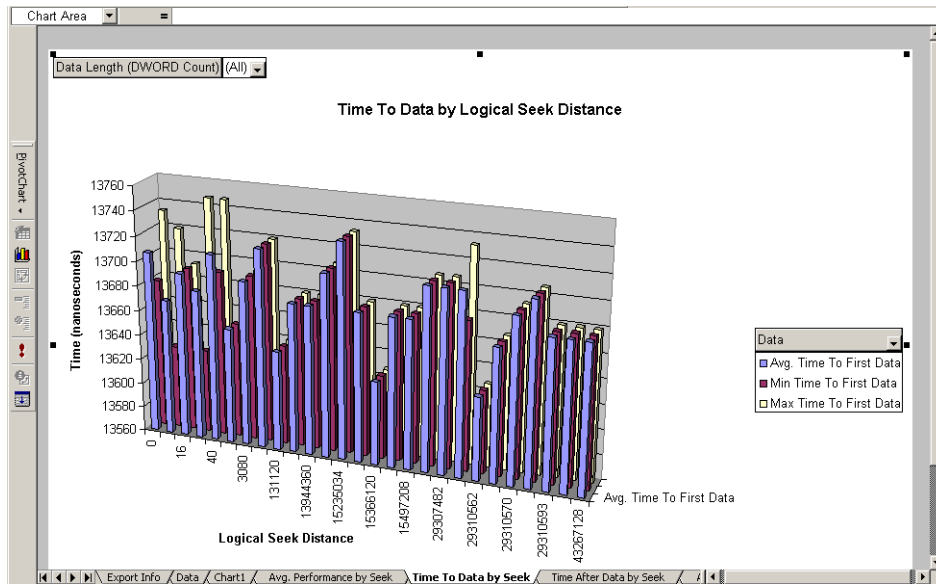 Chart Area =
Data Length (DWORD Count) (All)
Time To Data by Logical Seek Distance
PivotChart
Time (nanoseconds)
13760
13740
13720
13700
13680
13660
13640
13620
13600
13580
13560
0
16
40
3080
131120
13944360
15235034
15366120
15497208
29307482
29310562
29310570
29310593
43267128
Logical Seek Distance
Avg. Time To First Data
Data
Avg. Time To First Data
Min Time To First Data
Max Time To First Data
Export Info / Data / Chart1 / Avg. Performance by Seek \ Time To Data by Seek / Time After Data by Seek /